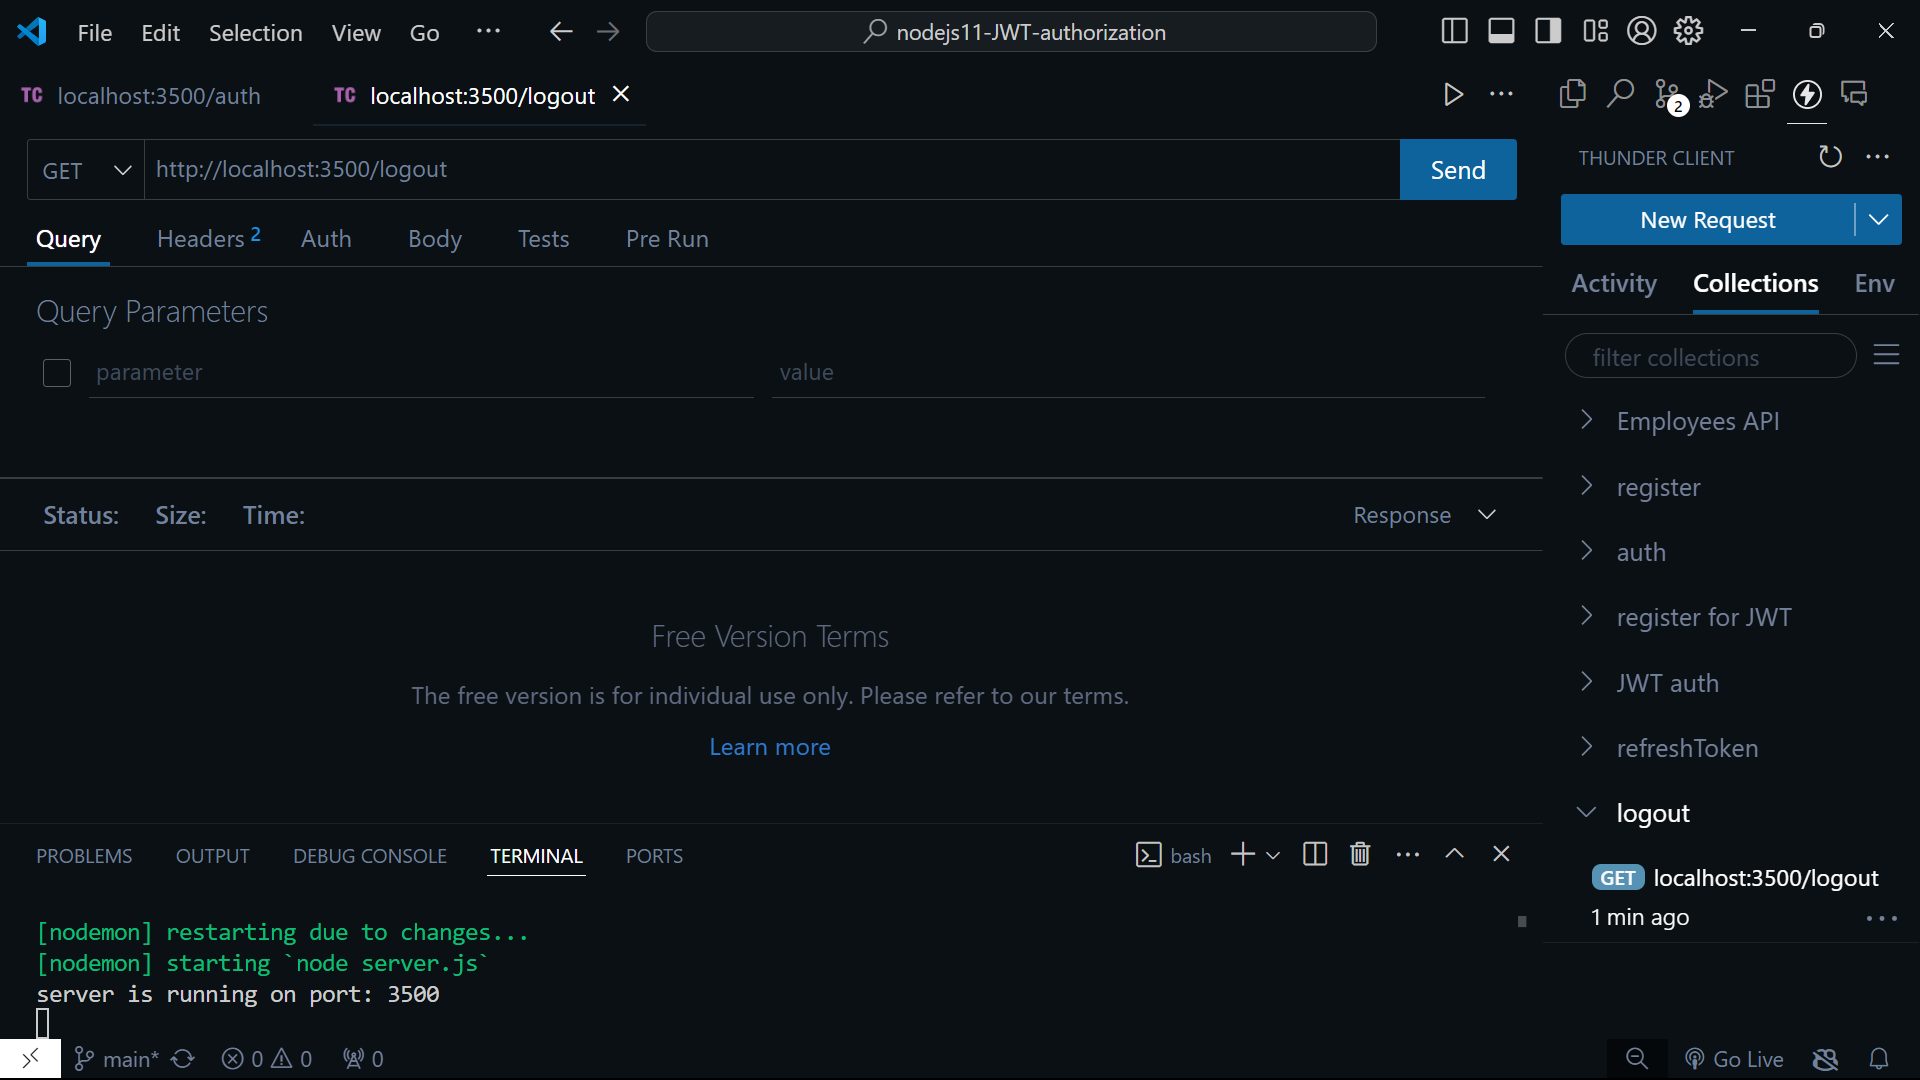 File Edit Selection View Go ··· nodejs11-JWT-authorization
TC localhost:3500/auth TC localhost:3500/logout
2
GET http://localhost:3500/logout Send
Query Headers 2 Auth Body Tests Pre Run
Query Parameters
parameter value
Status: Size: Time: Response
Free Version Terms
The free version is for individual use only. Please refer to our terms.
Learn more
PROBLEMS OUTPUT DEBUG CONSOLE TERMINAL PORTS bash
[nodemon] restarting due to changes...
[nodemon] starting `node server.js`
server is running on port: 3500
THUNDER CLIENT
New Request
Activity Collections Env
filter collections
Employees API
register
auth
register for JWT
JWT auth
refreshToken
logout
GET localhost:3500/logout
1 min ago
main* 0 0 0 Go Live